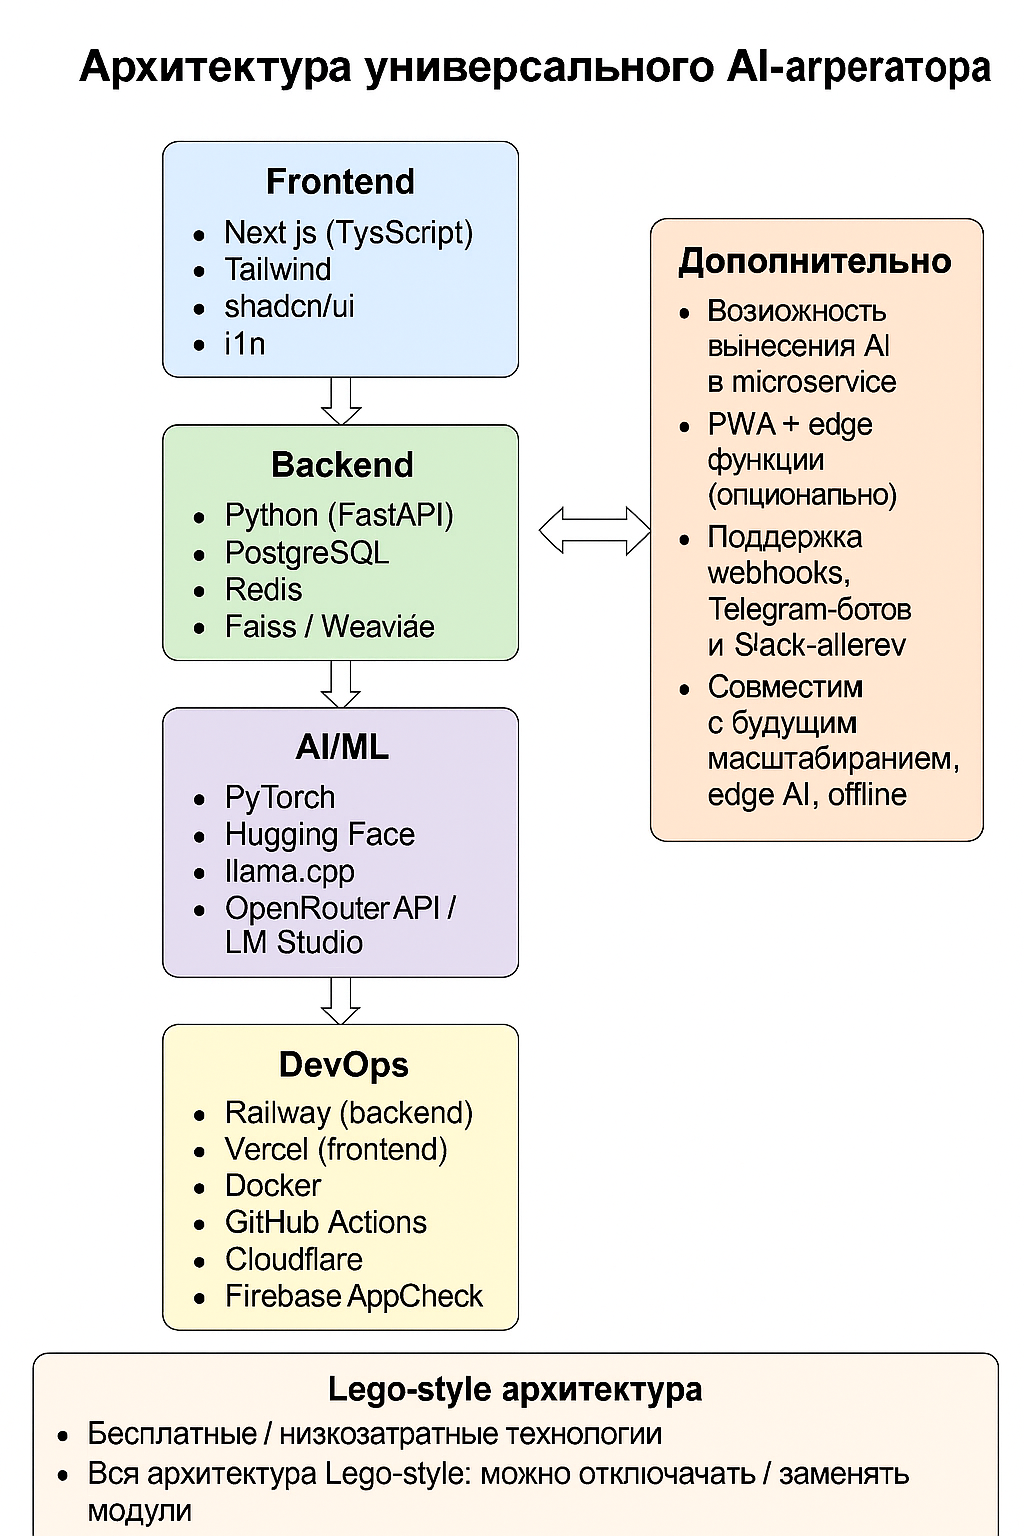 Архитектура универсального AI-arperaтора
Frontend
• Next js (TysScript)
• Tailwind
• shadcn/ui
• i1n
Backend
• Python (FastAPI)
• PostgreSQL
• Redis
• Faiss / Weaviáe
AI/ML
• PyTorch
• Hugging Face
• llama.cpp
• OpenRouter API /
LM Studio
DevOps
• Railway (backend)
• Vercel (frontend)
• Docker
• GitHub Actions
• Cloudflare
• Firebase AppCheck
Дополнительно
• Возиожность
вынесения AI
в microservice
• PWA + edge
функции
(опционально)
• Поддержка
webhooks,
Telegram-ботов
и Slack-allerev
• Совместим
с будущим
масштабиранием,
edge AI, offline
Lego-style архитектура
• Бесплатные / низкозатратные технологии
• Вся архитектура Lego-style: можно отключачать / заменять
модули